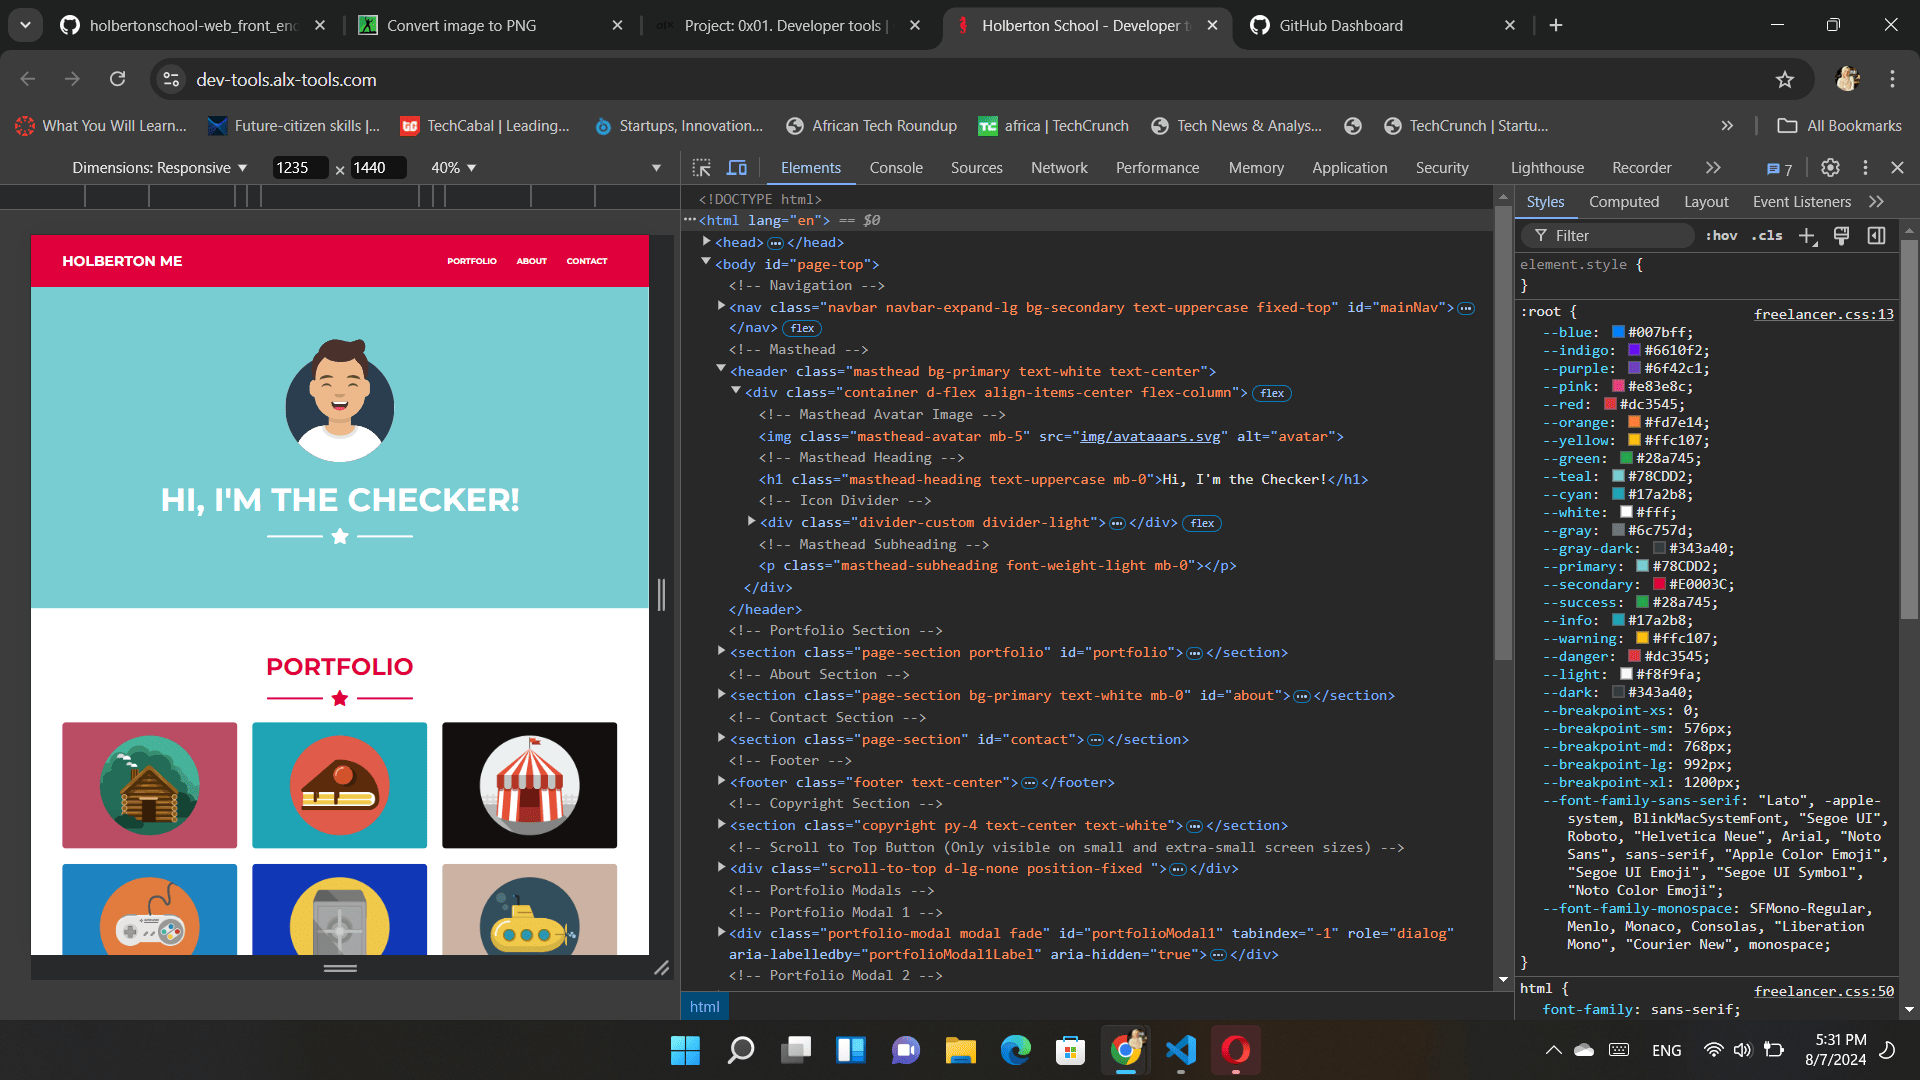 holbertonschool-web_front_end
Convert image to PNG
Project: 0x01. Developer tools |
Holberton School - Developer t
GitHub Dashboard
dev-tools.alx-tools.com
What You Will Learn...
Future-citizen skills |...
TechCabal | Leading...
Startups, Innovation...
African Tech Roundup
africa | TechCrunch
Tech News & Analys...
TechCrunch | Startu...
All Bookmarks
Dimensions: Responsive
1235 × 1440
40%
Elements
Console
Sources
Network
Performance
Memory
Application
Security
Lighthouse
Recorder
7
HOLBERTON ME
PORTFOLIO
ABOUT
CONTACT
HI, I'M THE CHECKER!
PORTFOLIO
<!DOCTYPE html>
<html lang="en"> == $0
<head> ... </head>
<body id="page-top">
<!-- Navigation -->
<nav class="navbar navbar-expand-lg bg-secondary text-uppercase fixed-top" id="mainNav"> ...
</nav> flex
<!-- Masthead -->
<header class="masthead bg-primary text-white text-center">
<div class="container d-flex align-items-center flex-column"> flex
<!-- Masthead Avatar Image -->
<img class="masthead-avatar mb-5" src="img/avataaars.svg" alt="avatar">
<!-- Masthead Heading -->
<h1 class="masthead-heading text-uppercase mb-0">Hi, I'm the Checker!</h1>
<!-- Icon Divider -->
<div class="divider-custom divider-light"> ... </div> flex
<!-- Masthead Subheading -->
<p class="masthead-subheading font-weight-light mb-0"></p>
</div>
</header>
<!-- Portfolio Section -->
<section class="page-section portfolio" id="portfolio"> ... </section>
<!-- About Section -->
<section class="page-section bg-primary text-white mb-0" id="about"> ... </section>
<!-- Contact Section -->
<section class="page-section" id="contact"> ... </section>
<!-- Footer -->
<footer class="footer text-center"> ... </footer>
<!-- Copyright Section -->
<section class="copyright py-4 text-center text-white"> ... </section>
<!-- Scroll to Top Button (Only visible on small and extra-small screen sizes) -->
<div class="scroll-to-top d-lg-none position-fixed "> ... </div>
<!-- Portfolio Modals -->
<!-- Portfolio Modal 1 -->
<div class="portfolio-modal modal fade" id="portfolioModal1" tabindex="-1" role="dialog"
aria-labelledby="portfolioModal1Label" aria-hidden="true"> ... </div>
<!-- Portfolio Modal 2 -->
html
Styles
Computed
Layout
Event Listeners
Filter
:hov
.cls
element.style {
}
:root {
freelancer.css:13
--blue: #007bff;
--indigo: #6610f2;
--purple: #6f42c1;
--pink: #e83e8c;
--red: #dc3545;
--orange: #fd7e14;
--yellow: #ffc107;
--green: #28a745;
--teal: #78CDD2;
--cyan: #17a2b8;
--white: #fff;
--gray: #6c757d;
--gray-dark: #343a40;
--primary: #78CDD2;
--secondary: #E0003C;
--success: #28a745;
--info: #17a2b8;
--warning: #ffc107;
--danger: #dc3545;
--light: #f8f9fa;
--dark: #343a40;
--breakpoint-xs: 0;
--breakpoint-sm: 576px;
--breakpoint-md: 768px;
--breakpoint-lg: 992px;
--breakpoint-xl: 1200px;
--font-family-sans-serif: "Lato", -apple-
system, BlinkMacSystemFont, "Segoe UI",
Roboto, "Helvetica Neue", Arial, "Noto
Sans", sans-serif, "Apple Color Emoji",
"Segoe UI Emoji", "Segoe UI Symbol",
"Noto Color Emoji";
--font-family-monospace: SFMono-Regular,
Menlo, Monaco, Consolas, "Liberation
Mono", "Courier New", monospace;
}
html {
freelancer.css:50
font-family: sans-serif;
ENG
5:31 PM
8/7/2024